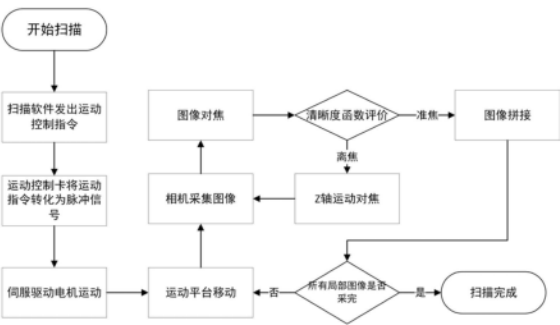 开始扫描
扫描软件发出运动
控制指令
运动控制卡将运动
指令转化为脉冲信
号
伺服驱动电机运动
运动平台移动
相机采集图像
图像对焦
清晰度函数评价
准焦
图像拼接
离焦
Z轴运动对焦
所有局部图像是否
采完
否
是
扫描完成